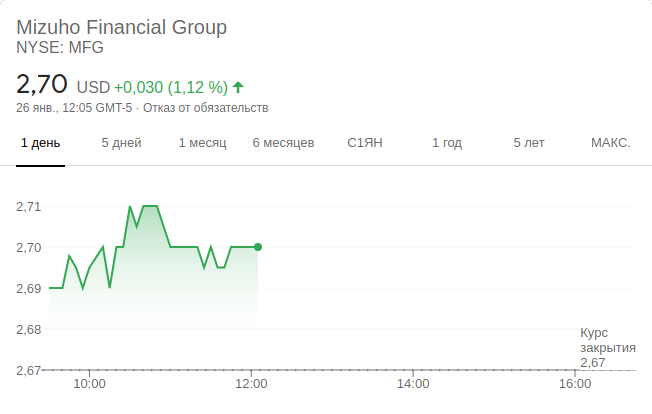 Mizuho Financial Group
NYSE: MFG
2,70 USD +0,030 (1,12 %)
26 янв., 12:05 GMT-5 · Отказ от обязательств
1 день 5 дней 1 месяц 6 месяцев С1ЯН 1 год 5 лет МАКС.
2,71
2,70
2,69
2,68
Курс
закрытия
2,67
2,67
10:00 12:00 14:00 16:00